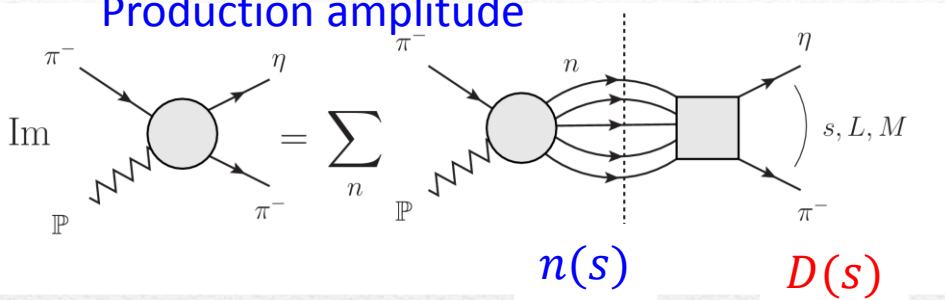 Production amplitude
π⁻ η π⁻ n η
Im = ∑ s, L, M
n
ℙ π⁻ ℙ π⁻
n(s) D(s)